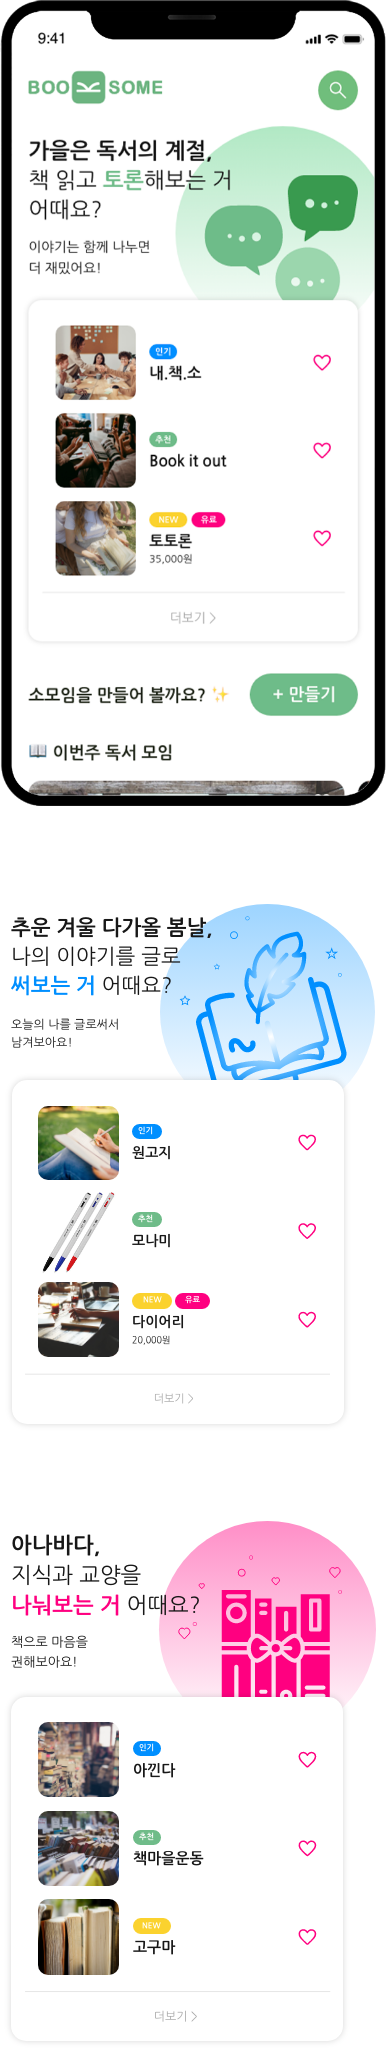 9:41
BOO SOME
가을은 독서의 계절,
책 읽고 토론해보는 거
어때요?
이야기는 함께 나누면
더 재밌어요!
인기
내.책.소
추천
Book it out
NEW 유료
토토론
35,000원
더보기 >
소모임을 만들어 볼까요? ✨ + 만들기
📖 이번주 독서 모임
추운 겨울 다가올 봄날,
나의 이야기를 글로
써보는 거 어때요?
오늘의 나를 글로써서
남겨보아요!
인기
원고지
추천
모나미
NEW 유료
다이어리
20,000원
더보기 >
아나바다,
지식과 교양을
나눠보는 거 어때요?
책으로 마음을
권해보아요!
인기
아낀다
추천
책마을운동
NEW
고구마
더보기 >